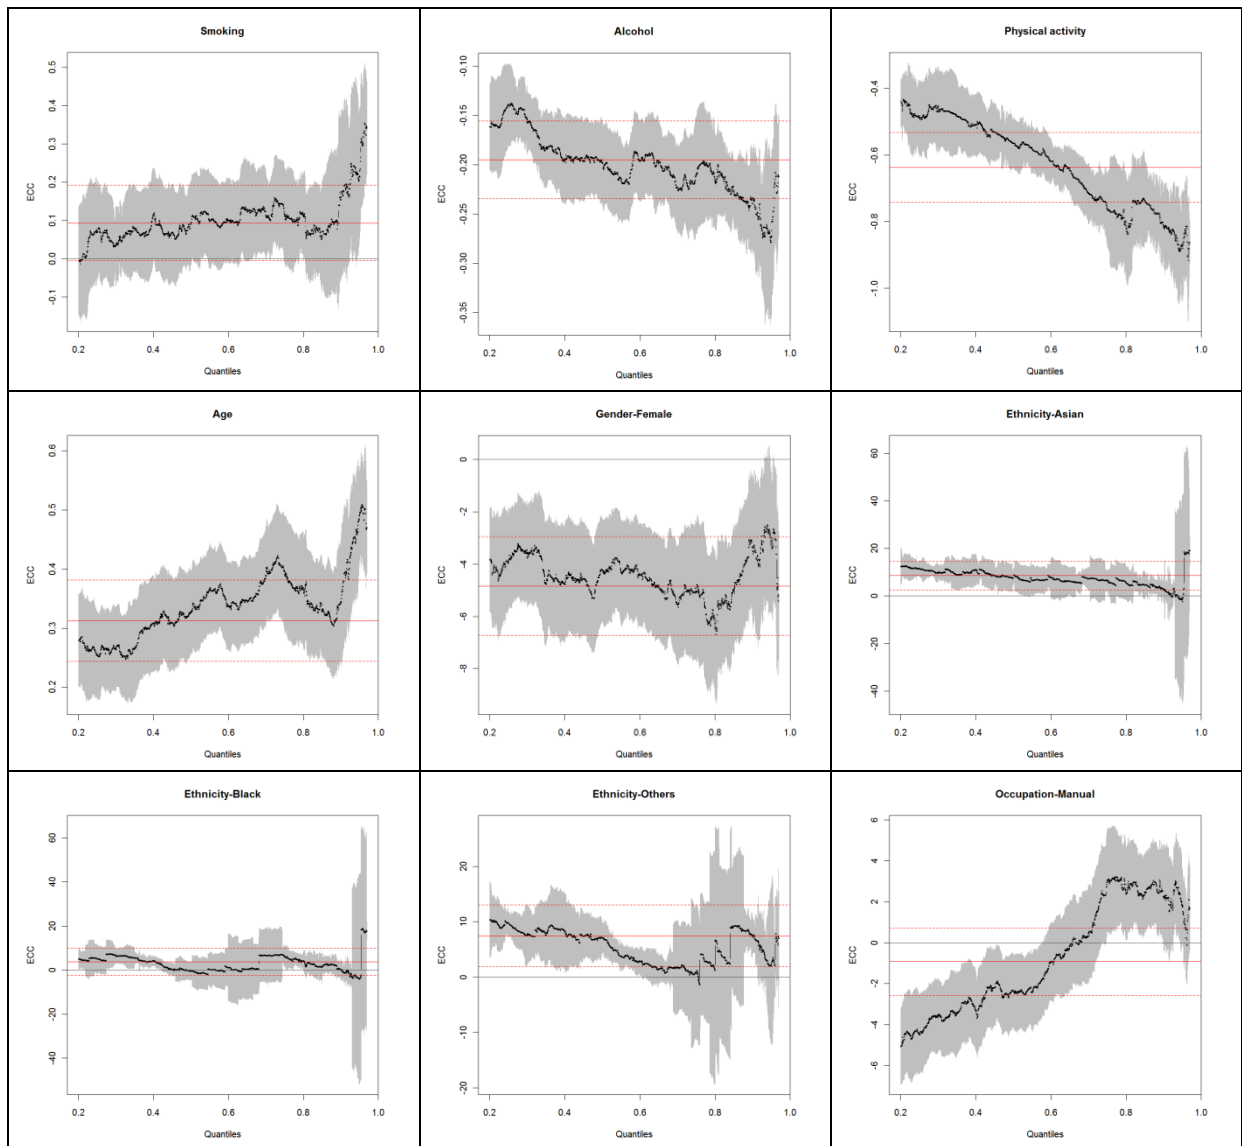 Smoking
ECC
0.5
0.4
0.3
0.2
0.1
0.0
-0.1
0.2 0.4 0.6 0.8 1.0
Quantiles
Alcohol
ECC
-0.10
-0.15
-0.20
-0.25
-0.30
-0.35
0.2 0.4 0.6 0.8 1.0
Quantiles
Physical activity
ECC
-0.4
-0.6
-0.8
-1.0
0.2 0.4 0.6 0.8 1.0
Quantiles
Age
ECC
0.6
0.5
0.4
0.3
0.2
0.2 0.4 0.6 0.8 1.0
Quantiles
Gender-Female
ECC
0
-2
-4
-6
-8
0.2 0.4 0.6 0.8 1.0
Quantiles
Ethnicity-Asian
ECC
60
40
20
0
-20
-40
0.2 0.4 0.6 0.8 1.0
Quantiles
Ethnicity-Black
ECC
60
40
20
0
-20
-40
0.2 0.4 0.6 0.8 1.0
Quantiles
Ethnicity-Others
ECC
20
10
0
-10
-20
0.2 0.4 0.6 0.8 1.0
Quantiles
Occupation-Manual
ECC
6
4
2
0
-2
-4
-6
0.2 0.4 0.6 0.8 1.0
Quantiles